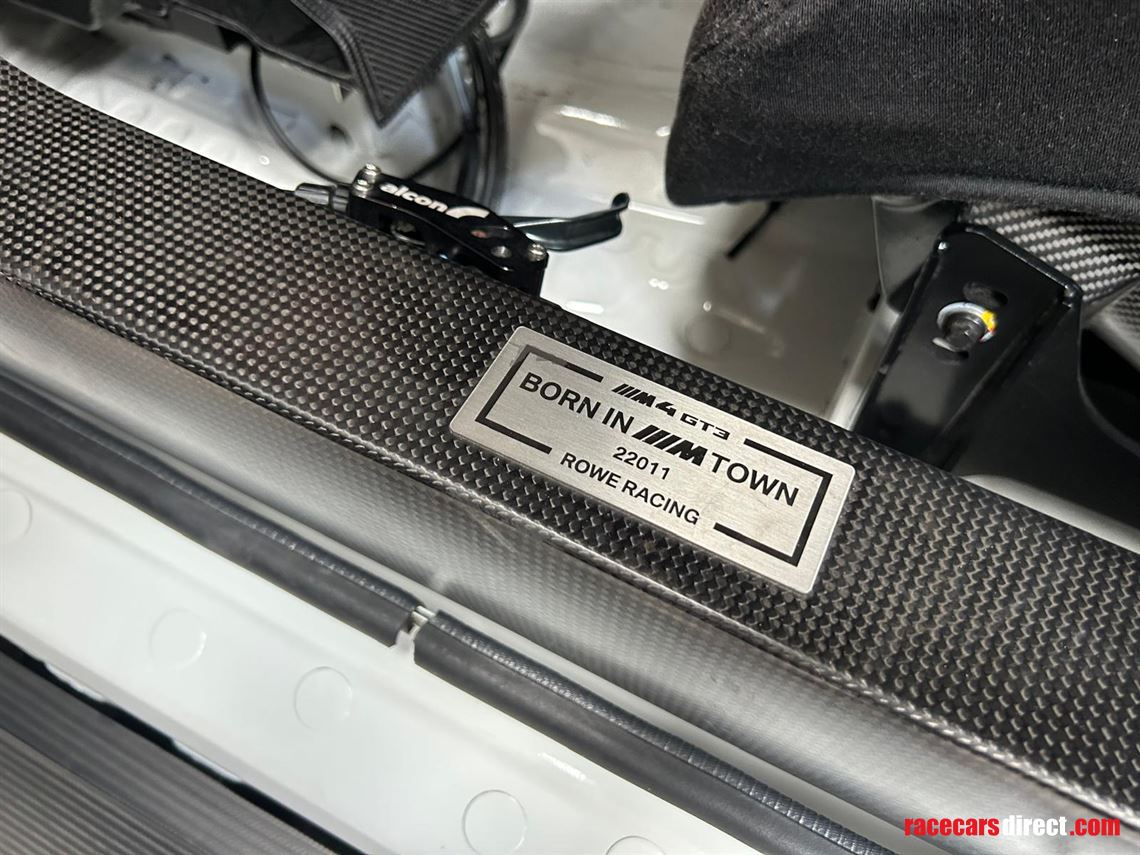 alcon
M4 GT3
BORN IN M TOWN
22011
ROWE RACING
racecarsdirect.com